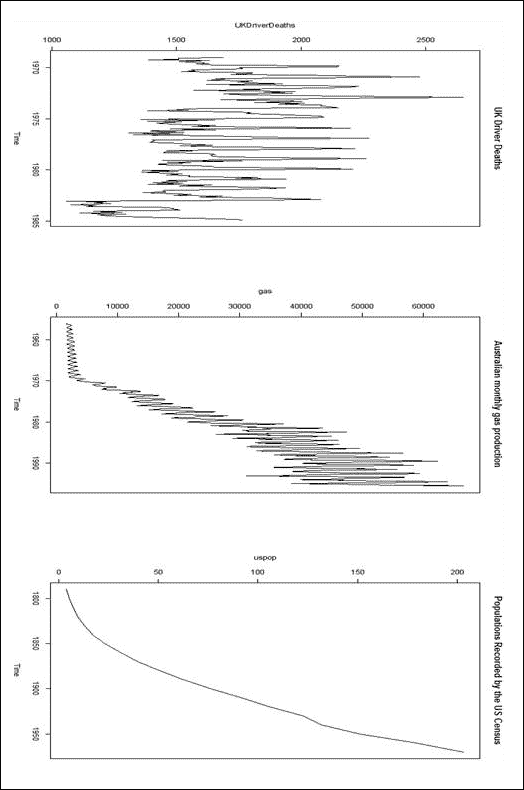 UKDriverDeaths
1000 1500 2000 2500
1970 1975 1980 1985
Time
UK Driver Deaths
gas
0 10000 20000 30000 40000 50000 60000
1960 1970 1980 1990
Time
Australian monthly gas production
uspop
0 50 100 150 200
1800 1850 1900 1950
Time
Populations Recorded by the US Census